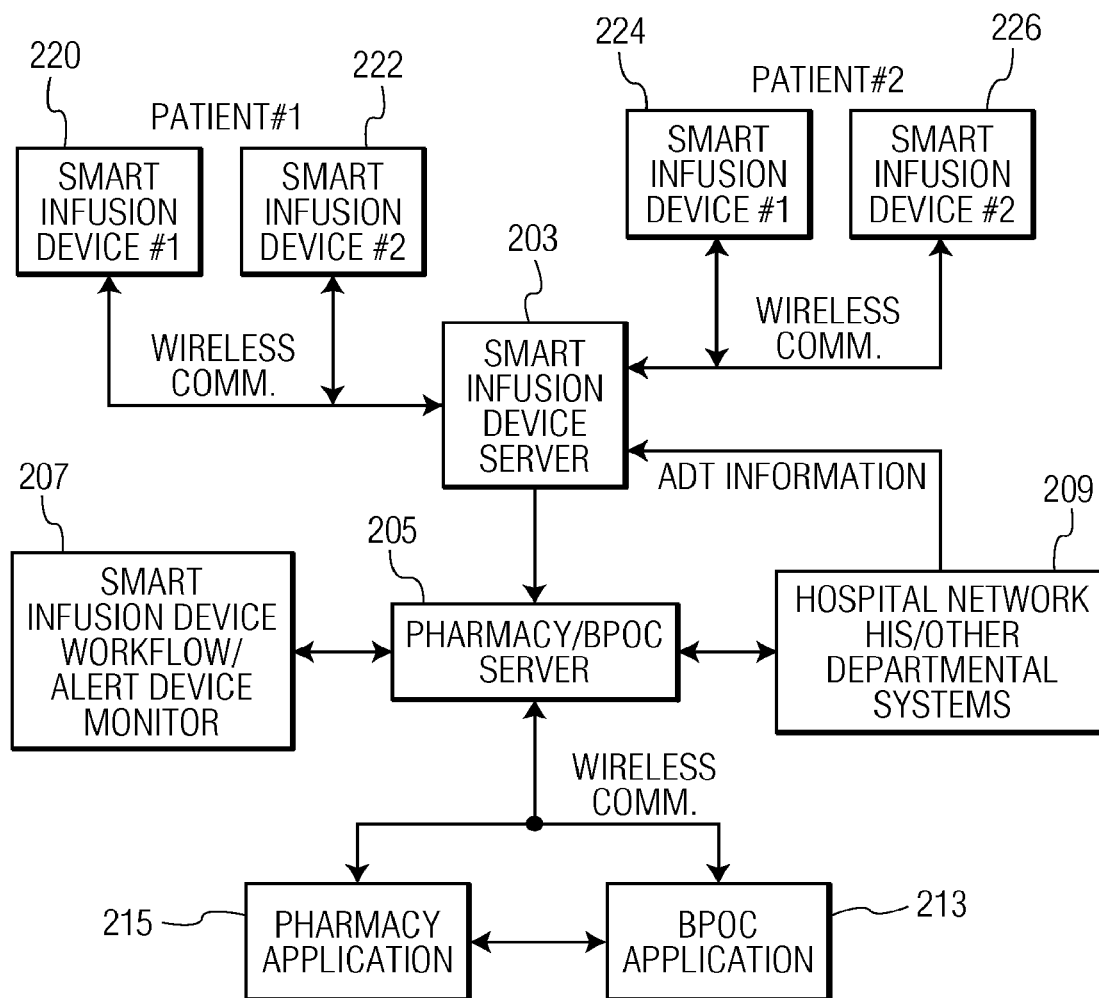 220
222
224
226
PATIENT#1
PATIENT#2
SMART
INFUSION
DEVICE #1
SMART
INFUSION
DEVICE #2
SMART
INFUSION
DEVICE #1
SMART
INFUSION
DEVICE #2
203
WIRELESS
COMM.
SMART
INFUSION
DEVICE
SERVER
WIRELESS
COMM.
ADT INFORMATION
207
205
209
SMART
INFUSION DEVICE
WORKFLOW/
ALERT DEVICE
MONITOR
PHARMACY/BPOC
SERVER
HOSPITAL NETWORK
HIS/OTHER
DEPARTMENTAL
SYSTEMS
WIRELESS
COMM.
215
PHARMACY
APPLICATION
BPOC
APPLICATION
213